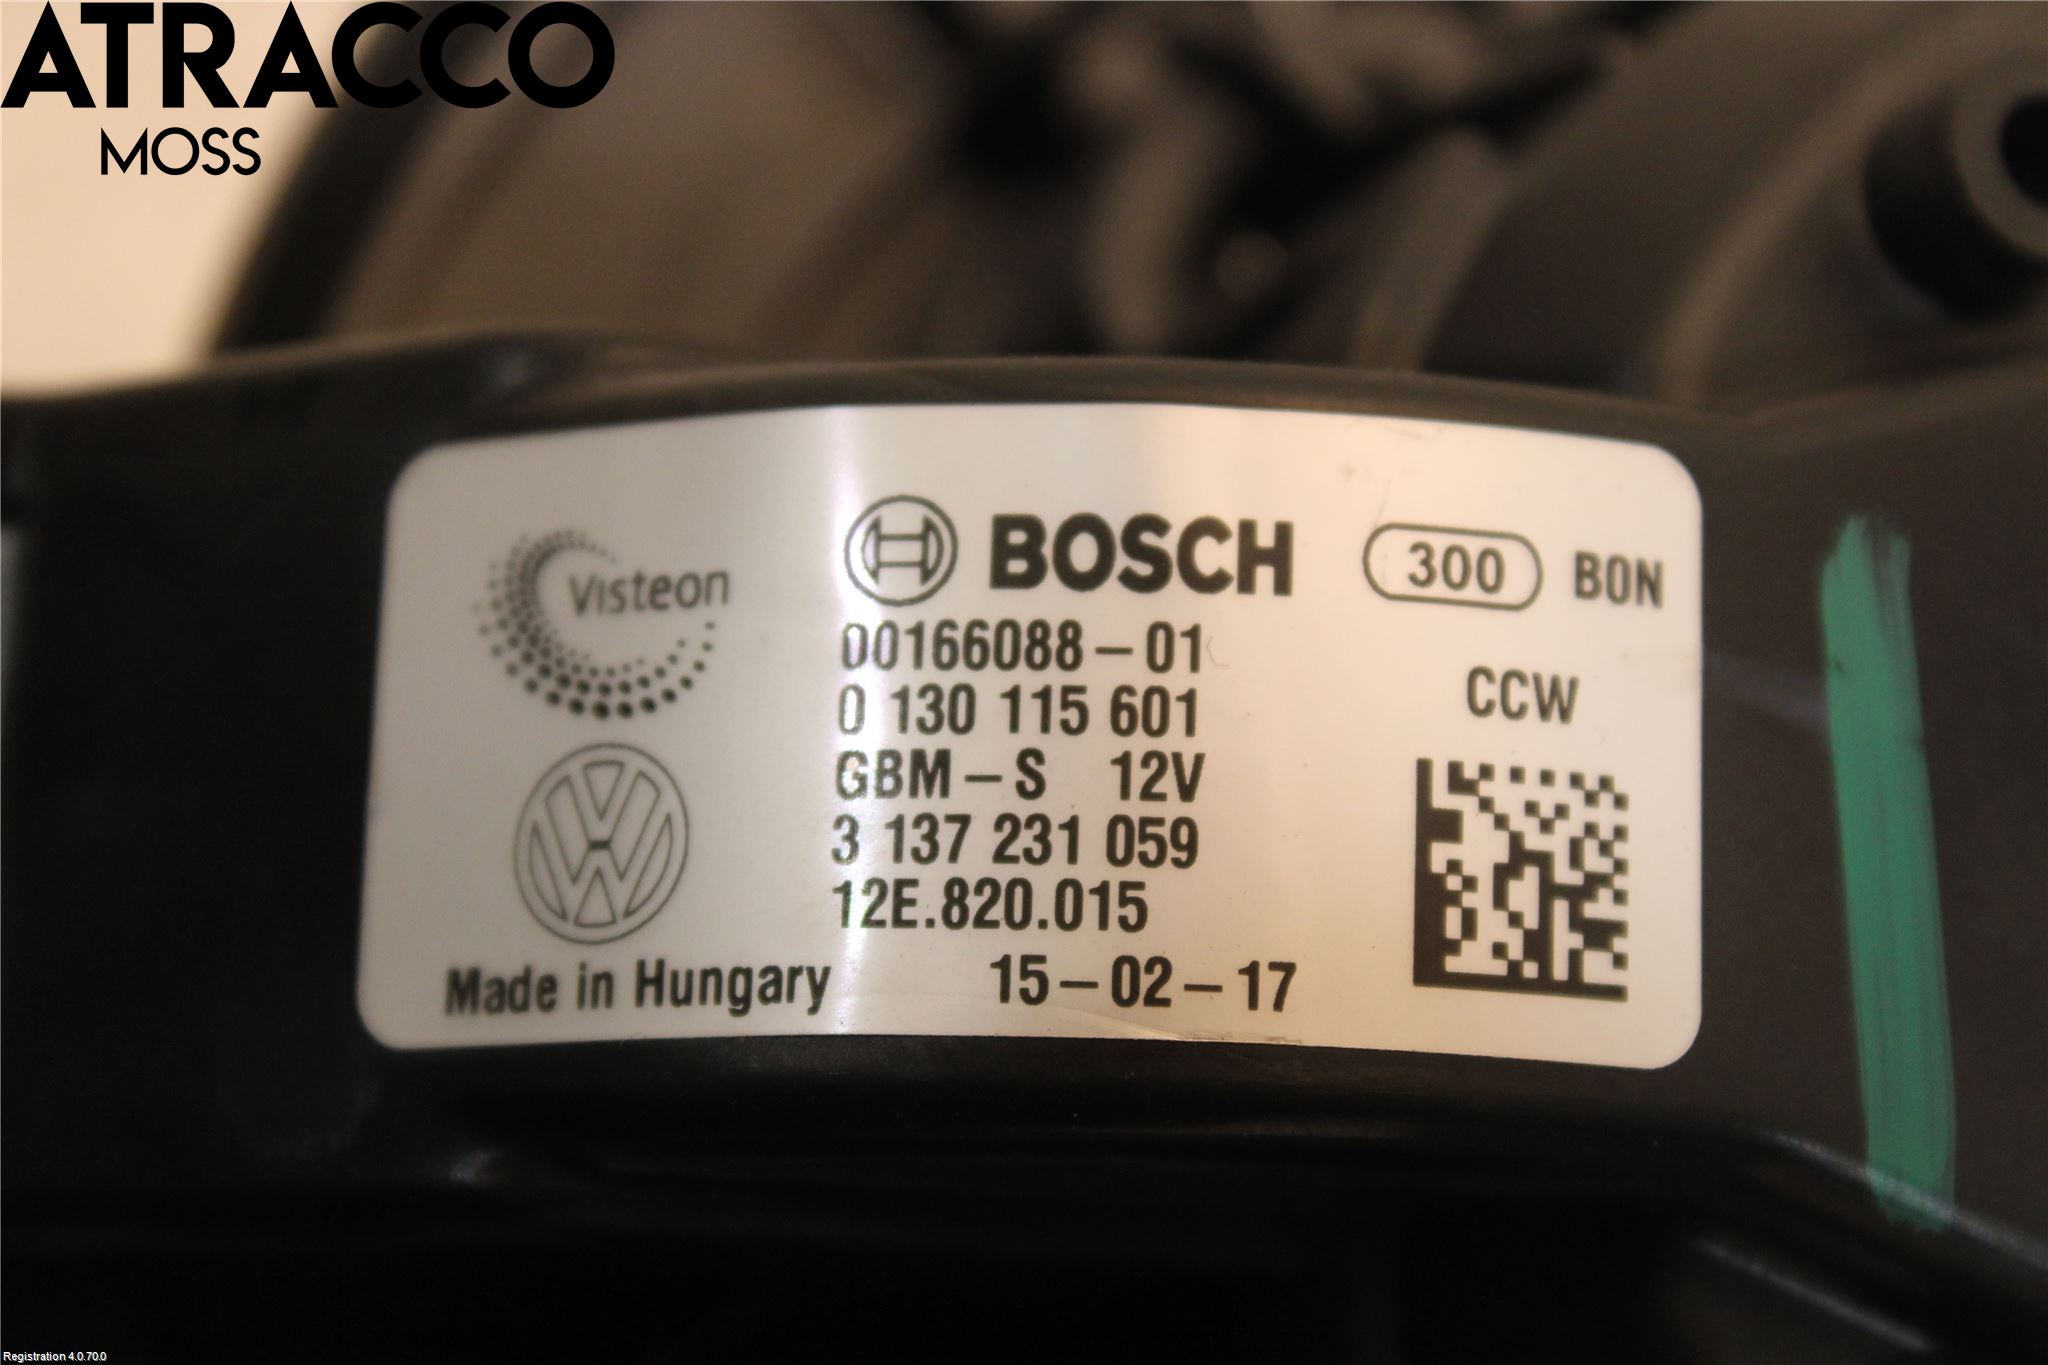 ATRACCO
MOSS
Visteon
BOSCH
300 BON
00166088-01
0 130 115 601
CCW
GBM-S 12V
3 137 231 059
12E.820.015
Made in Hungary 15-02-17
Registration 4.0.70.0